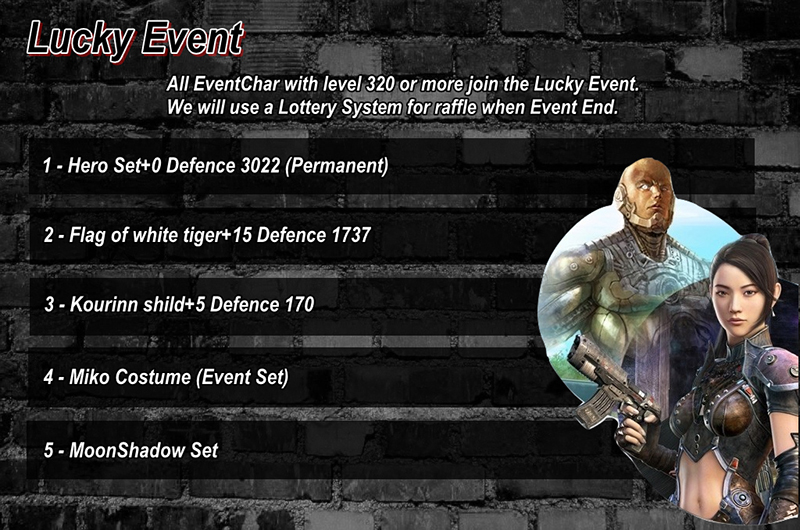 Lucky Event
All EventChar with level 320 or more join the Lucky Event.
We will use a Lottery System for raffle when Event End.
1 - Hero Set+0 Defence 3022 (Permanent)
2 - Flag of white tiger+15 Defence 1737
3 - Kourinn shild+5 Defence 170
4 - Miko Costume (Event Set)
5 - MoonShadow Set